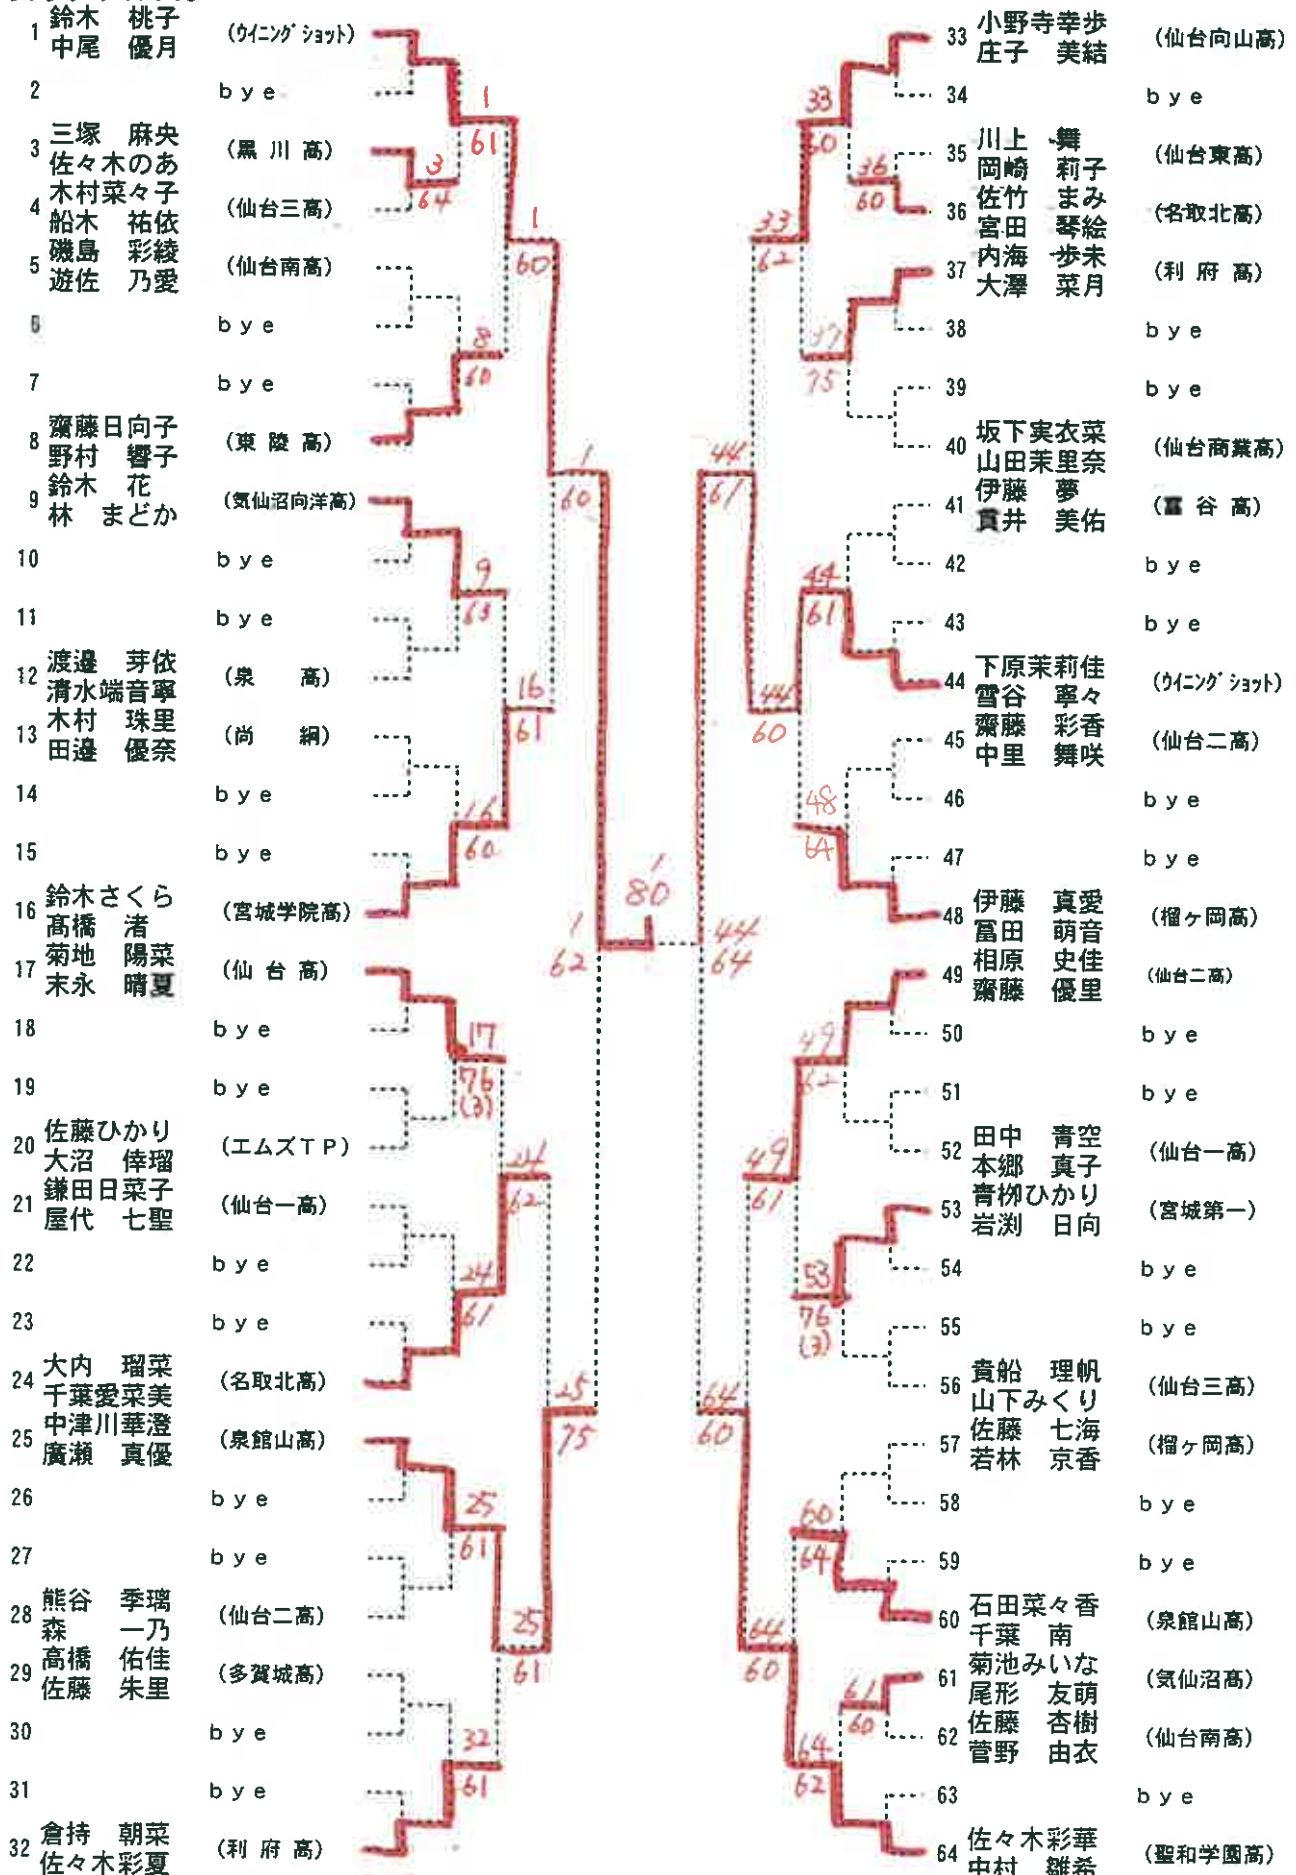 1 鈴木 桃子 (ウイニングショット)
中尾 優月
2 bye
3 三塚 麻央 (黒川高)
佐々木のあ
4 木村菜々子 (仙台三高)
船木 祐依
5 磯島 彩綾 (仙台南高)
遊佐 乃愛
bye
7 bye
8 齋藤日向子 (東陵高)
野村 響子
9 鈴木 花 (気仙沼向洋高)
林 まどか
10 bye
11 bye
12 渡邉 芽依 (泉 高)
清水端音寧
13 木村 珠里 (尚 絅)
田邉 優奈
14 bye
15 bye
16 鈴木さくら (宮城学院高)
髙橋 渚
17 菊地 陽菜 (仙台高)
末永 晴夏
18 bye
19 bye
20 佐藤ひかり (エムズTP)
大沼 倖瑠
21 鎌田日菜子 (仙台一高)
屋代 七聖
22 bye
23 bye
24 大内 瑠菜 (名取北高)
千葉愛菜美
25 中津川華澄 (泉館山高)
廣瀬 真優
26 bye
27 bye
28 熊谷 季璃 (仙台二高)
森 一乃
29 高橋 佑佳 (多賀城高)
佐藤 朱里
30 bye
31 bye
32 倉持 朝菜 (利府高)
佐々木彩夏
1
61
3
64
1
60
8
60
1
60
9
63
16
61
16
60
1
62
17
76
(3)
24
62
24
61
25
75
25
61
25
61
32
61
1
80
33
60
36
60
33
62
37
75
44
61
44
61
44
60
48
64
44
64
49
62
49
61
53
76
(3)
64
60
60
64
64
60
61
60
64
62
33 小野寺幸歩 (仙台向山高)
庄子 美結
34 bye
35 川上 舞 (仙台東高)
岡崎 莉子
36 佐竹 まみ (名取北高)
宮田 琴絵
37 内海 歩未 (利府高)
大澤 菜月
38 bye
39 bye
40 坂下実衣菜 (仙台商業高)
山田茉里奈
41 伊藤 夢 (富谷高)
貫井 美佑
42 bye
43 bye
44 下原茉莉佳 (ウイニングショット)
雪谷 寧々
45 齋藤 彩香 (仙台二高)
中里 舞咲
46 bye
47 bye
48 伊藤 真愛 (榴ヶ岡高)
冨田 萌音
49 相原 史佳 (仙台二高)
齋藤 優里
50 bye
51 bye
52 田中 青空 (仙台一高)
本郷 真子
53 青栁ひかり (宮城第一)
岩渕 日向
54 bye
55 bye
56 貴船 理帆 (仙台三高)
山下みくり
57 佐藤 七海 (榴ヶ岡高)
若林 京香
58 bye
59 bye
60 石田菜々香 (泉館山高)
千葉 南
61 菊池みいな (気仙沼高)
尾形 友萌
62 佐藤 杏樹 (仙台南高)
菅野 由衣
63 bye
64 佐々木彩華 (聖和学園高)
中村 雛希